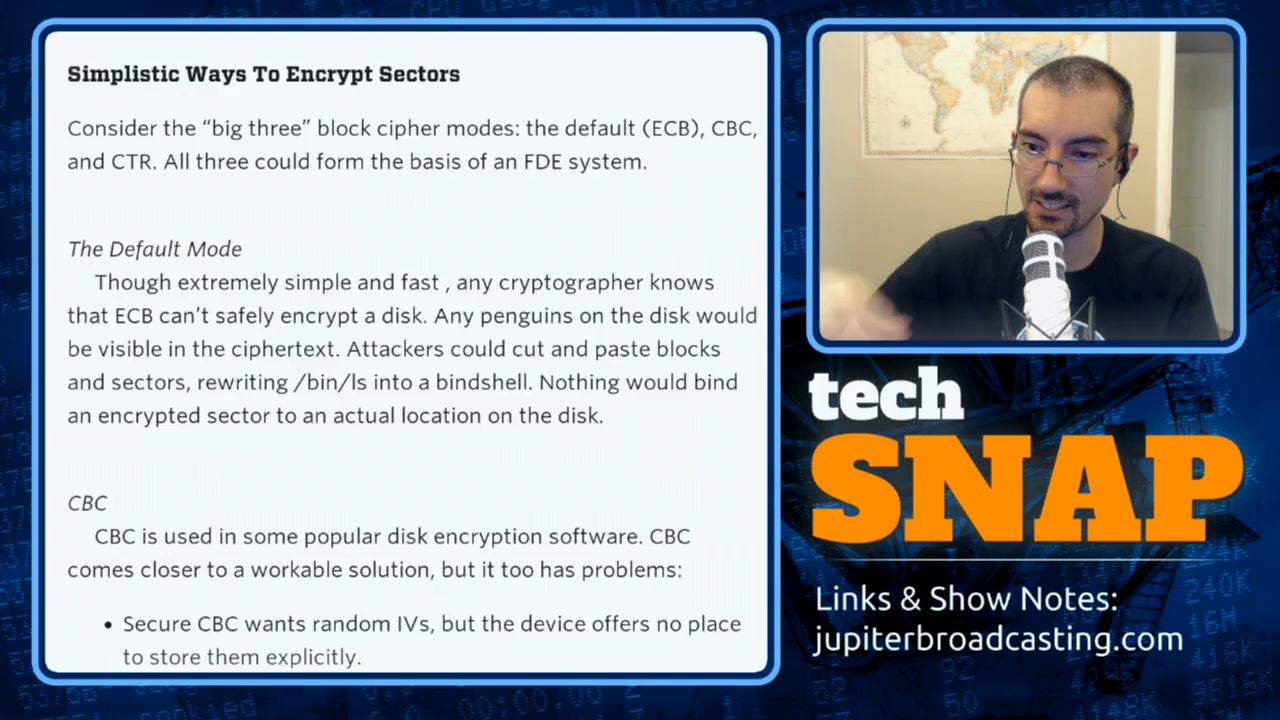 Simplistic Ways To Encrypt Sectors
Consider the “big three” block cipher modes: the default (ECB), CBC,
and CTR. All three could form the basis of an FDE system.
The Default Mode
Though extremely simple and fast , any cryptographer knows
that ECB can’t safely encrypt a disk. Any penguins on the disk would
be visible in the ciphertext. Attackers could cut and paste blocks
and sectors, rewriting /bin/ls into a bindshell. Nothing would bind
an encrypted sector to an actual location on the disk.
CBC
CBC is used in some popular disk encryption software. CBC
comes closer to a workable solution, but it too has problems:
• Secure CBC wants random IVs, but the device offers no place
to store them explicitly.
tech
SNAP
Links & Show Notes:
jupiterbroadcasting.com
240K
16M
416K